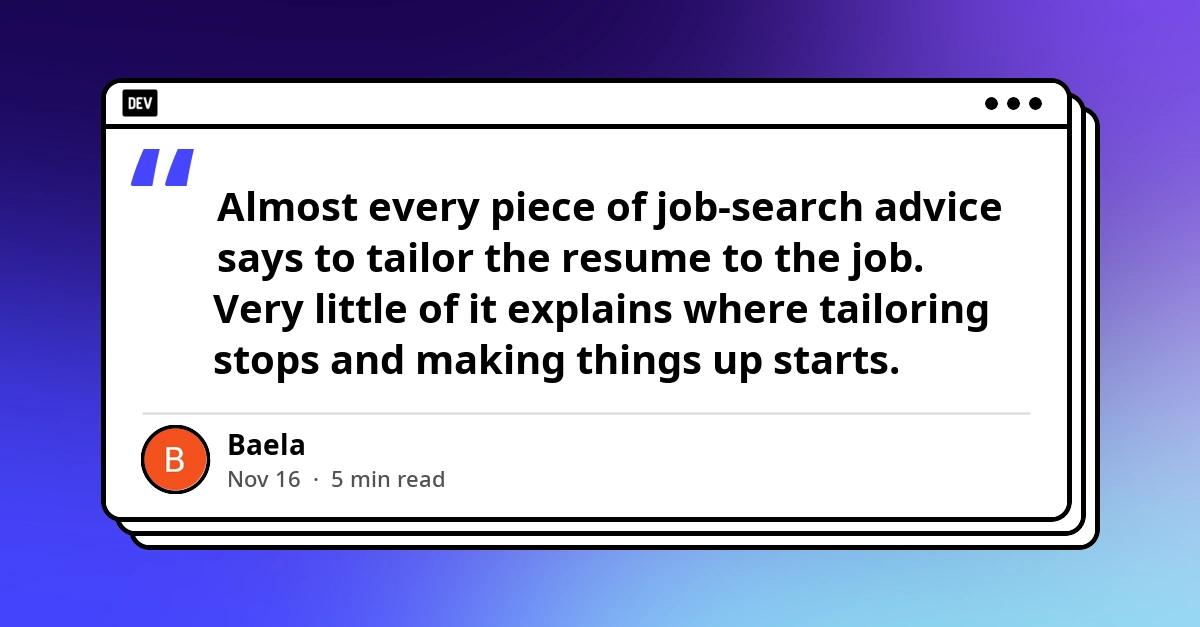 DEV
“
Almost every piece of job-search advice
says to tailor the resume to the job.
Very little of it explains where tailoring
stops and making things up starts.
B
Baela
Nov 16 · 5 min read